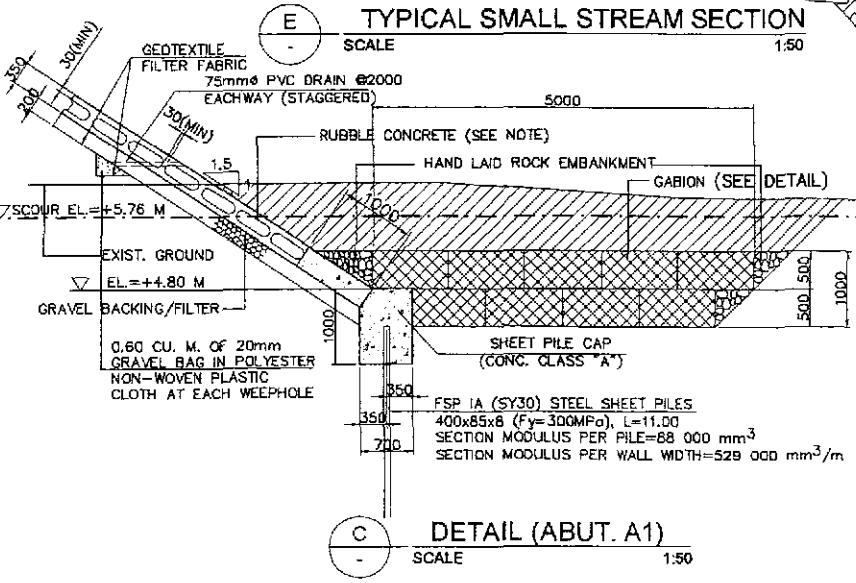 E
-
TYPICAL SMALL STREAM SECTION
SCALE 1:50
350
30(MIN)
200
GEOTEXTILE
FILTER FABRIC
75mmø PVC DRAIN @2000
EACHWAY (STAGGERED)
30(MIN)
5000
RUBBLE CONCRETE (SEE NOTE)
HAND LAID ROCK EMBANKMENT
1.5
1
GABION (SEE DETAIL)
1000
SCOUR EL.=+5.76 M
EXIST. GROUND
EL.=+4.80 M
GRAVEL BACKING/FILTER
500
500
1000
1000
0.60 CU. M. OF 20mm
GRAVEL BAG IN POLYESTER
NON-WOVEN PLASTIC
CLOTH AT EACH WEEPHOLE
SHEET PILE CAP
(CONC. CLASS "A")
350
350
700
FSP IA (SY30) STEEL SHEET PILES
400x85x8 (Fy=300MPa), L=11.00
SECTION MODULUS PER PILE=88 000 mm³
SECTION MODULUS PER WALL WIDTH=529 000 mm³/m
C
-
DETAIL (ABUT. A1)
SCALE 1:50